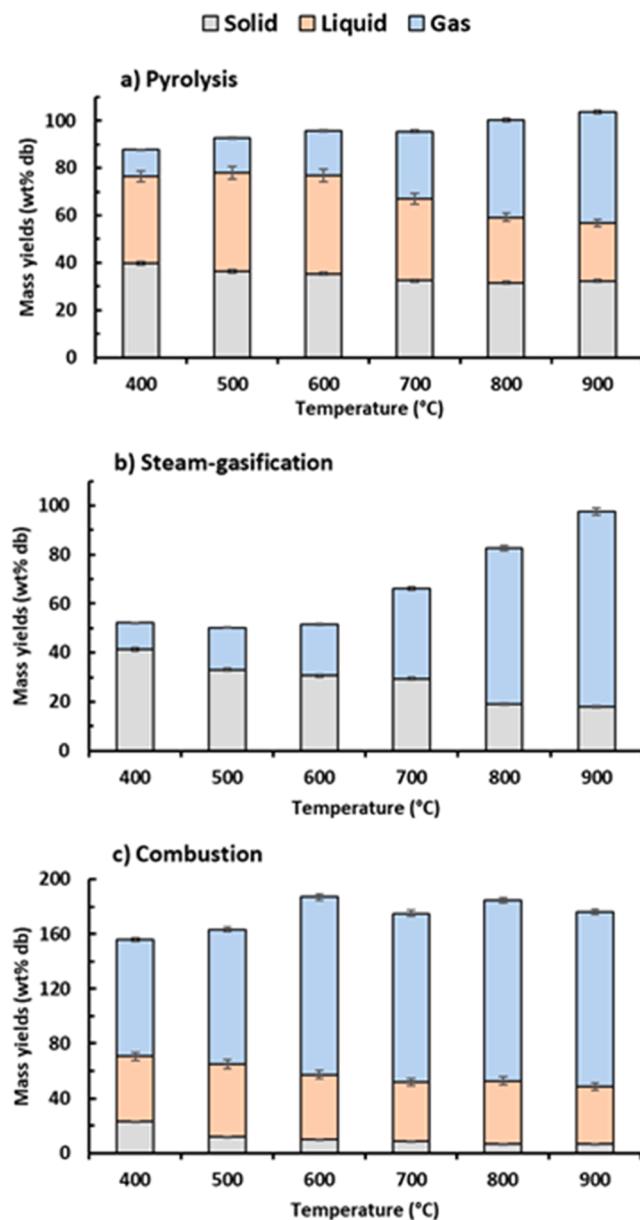 Solid Liquid Gas
a) Pyrolysis
Mass yields (wt% db)
100
80
60
40
20
0
400 500 600 700 800 900
Temperature (°C)
b) Steam-gasification
Mass yields (wt% db)
100
80
60
40
20
0
400 500 600 700 800 900
Temperature (°C)
c) Combustion
Mass yields (wt% db)
200
160
120
80
40
0
400 500 600 700 800 900
Temperature (°C)